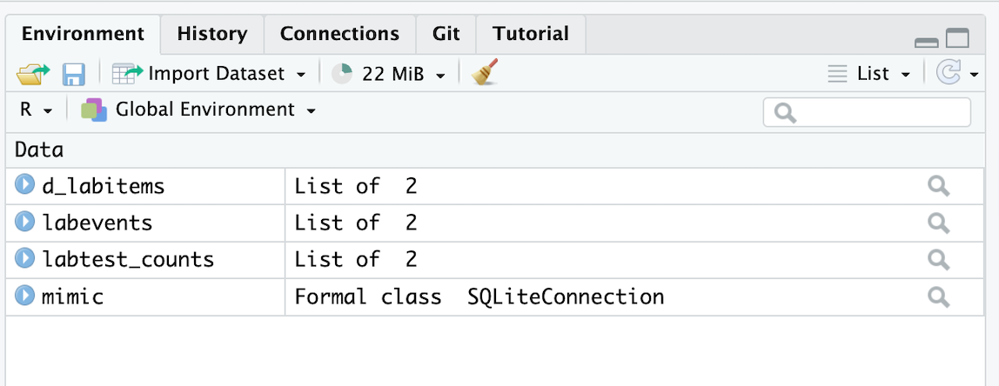 Environment History Connections Git Tutorial
Import Dataset 22 MiB List
R Global Environment
Data
d_labitems List of  2
labevents List of  2
labtest_counts List of  2
mimic Formal class  SQLiteConnection